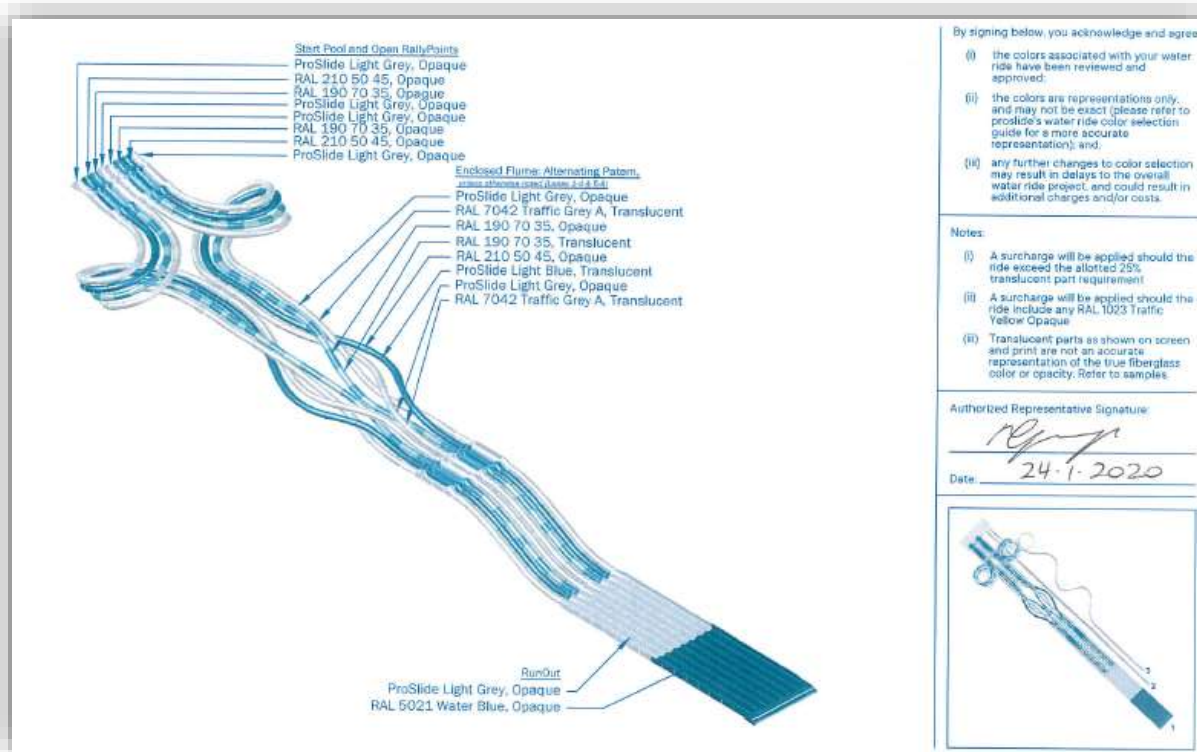 Start Pool and Open RallyPoints
ProSlide Light Grey, Opaque
RAL 210 50 45, Opaque
RAL 190 70 35, Opaque
ProSlide Light Grey, Opaque
ProSlide Light Grey, Opaque
RAL 190 70 35, Opaque
RAL 210 50 45, Opaque
ProSlide Light Grey, Opaque
Enclosed Flume: Alternating Patern,
unless otherwise noted
ProSlide Light Grey, Opaque
RAL 7042 Traffic Grey A, Translucent
RAL 190 70 35, Opaque
RAL 190 70 35, Translucent
RAL 210 50 45, Opaque
ProSlide Light Blue, Translucent
ProSlide Light Grey, Opaque
RAL 7042 Traffic Grey A, Translucent
RunOut
ProSlide Light Grey, Opaque
RAL 5021 Water Blue, Opaque
By signing below, you acknowledge and agree
(i) the colors associated with your water
ride have been reviewed and
approved;
(ii) the colors are representations only,
and may not be exact (please refer to
proslide's water ride color selection
guide for a more accurate
representation); and,
(iii) any further changes to color selection
may result in delays to the overall
water ride project, and could result in
additional charges and/or costs.
Notes:
(i) A surcharge will be applied should the
ride exceed the allotted 25%
translucent part requirement
(ii) A surcharge will be applied should the
ride include any RAL 1023 Traffic
Yellow Opaque
(iii) Translucent parts as shown on screen
and print are not an accurate
representation of the true fiberglass
color or opacity. Refer to samples.
Authorized Representative Signature:
Date: 24-1-2020
3
2
1